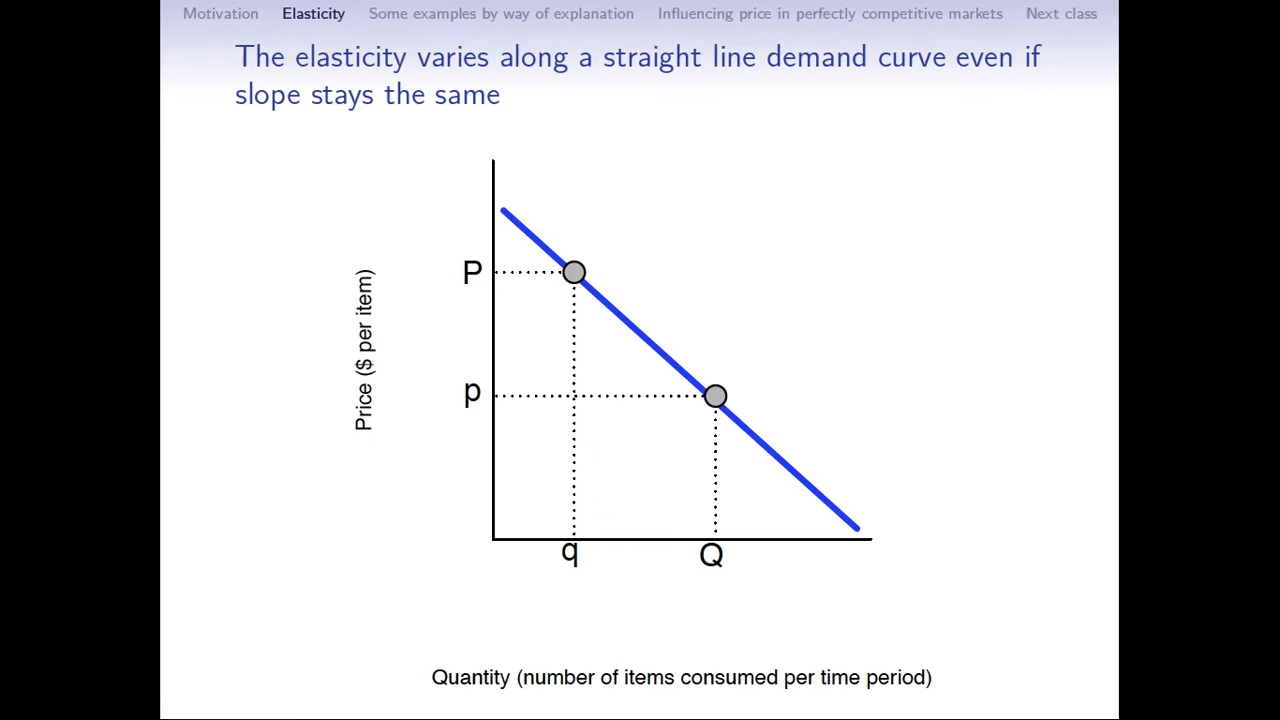 Motivation Elasticity Some examples by way of explanation Influencing price in perfectly competitive markets Next class
The elasticity varies along a straight line demand curve even if
slope stays the same
P
Price ($ per item)
p
q Q
Quantity (number of items consumed per time period)